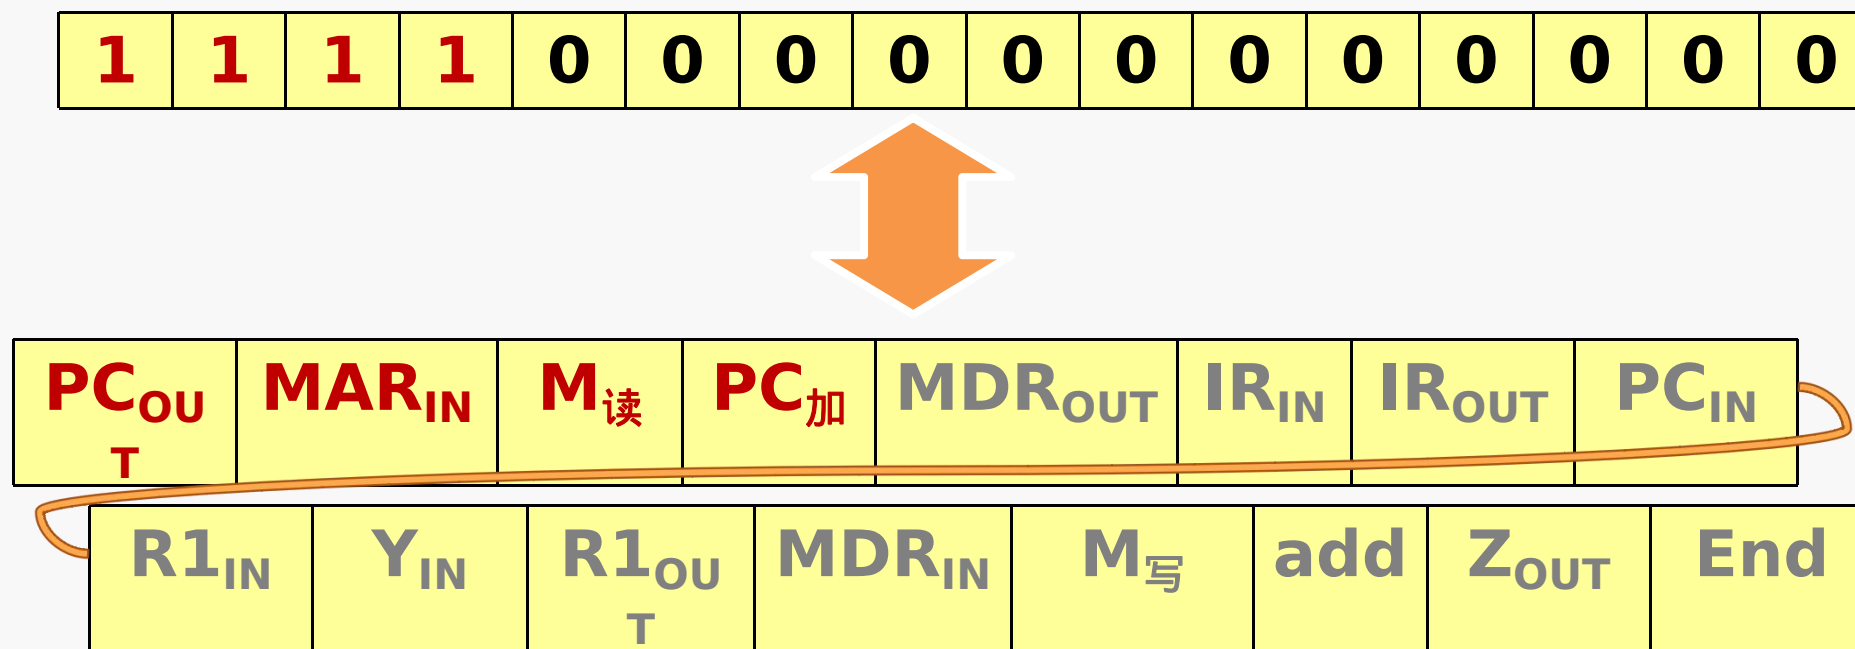 1 1 1 1 0 0 0 0 0 0 0 0 0 0 0 0
PCOUT MARIN M读 PC加 MDROUT IRIN IROUT PCIN
R1IN YIN R1OUT MDRIN M写 add ZOUT End